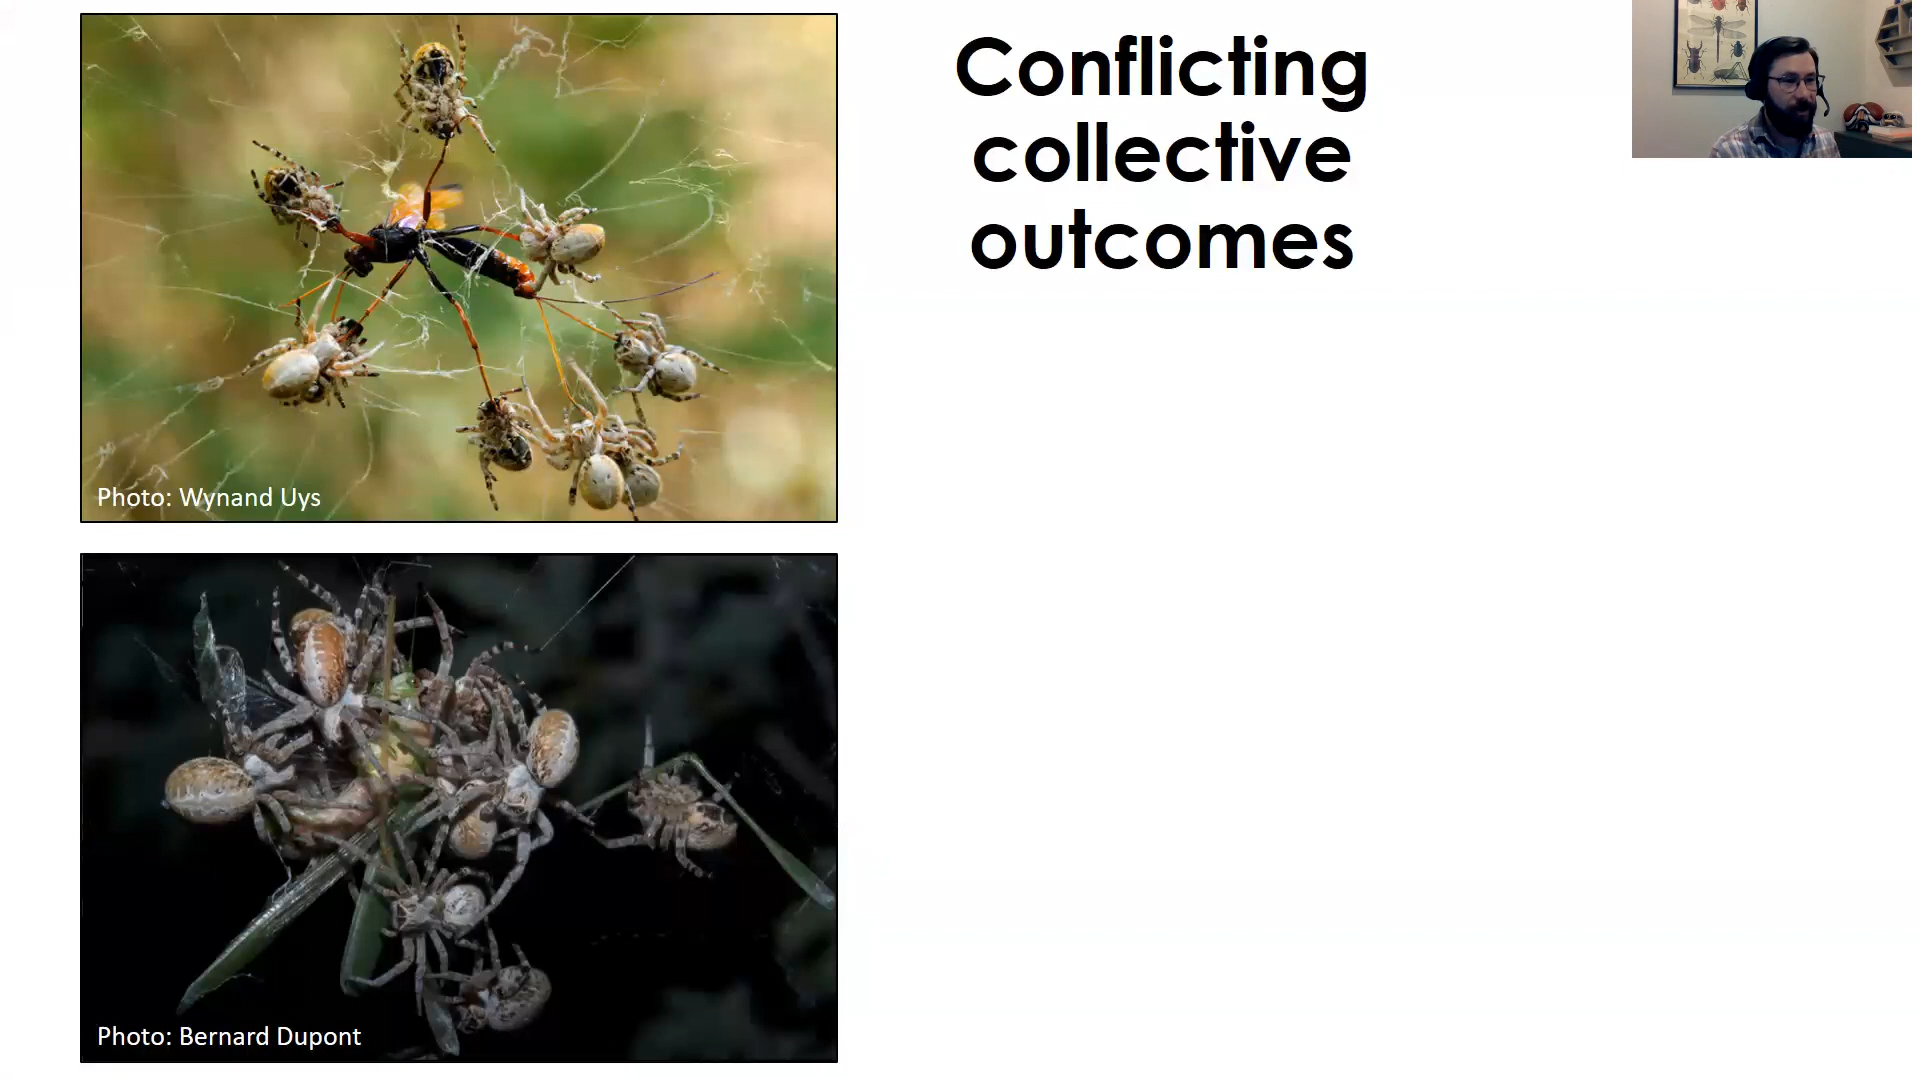 Conflicting
collective
outcomes
Photo: Wynand Uys
Photo: Bernard Dupont